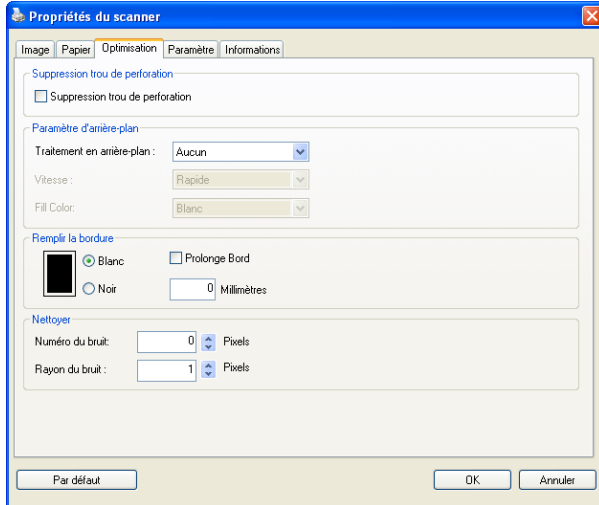 Propriétés du scanner
Image Papier Optimisation Paramètre Informations
Suppression trou de perforation
Suppression trou de perforation
Paramètre d'arrière-plan
Traitement en arrière-plan : Aucun
Vitesse : Rapide
Fill Color: Blanc
Remplir la bordure
Blanc Prolonge Bord
Noir 0 Millimètres
Nettoyer
Numéro du bruit: 0 Pixels
Rayon du bruit : 1 Pixels
Par défaut OK Annuler